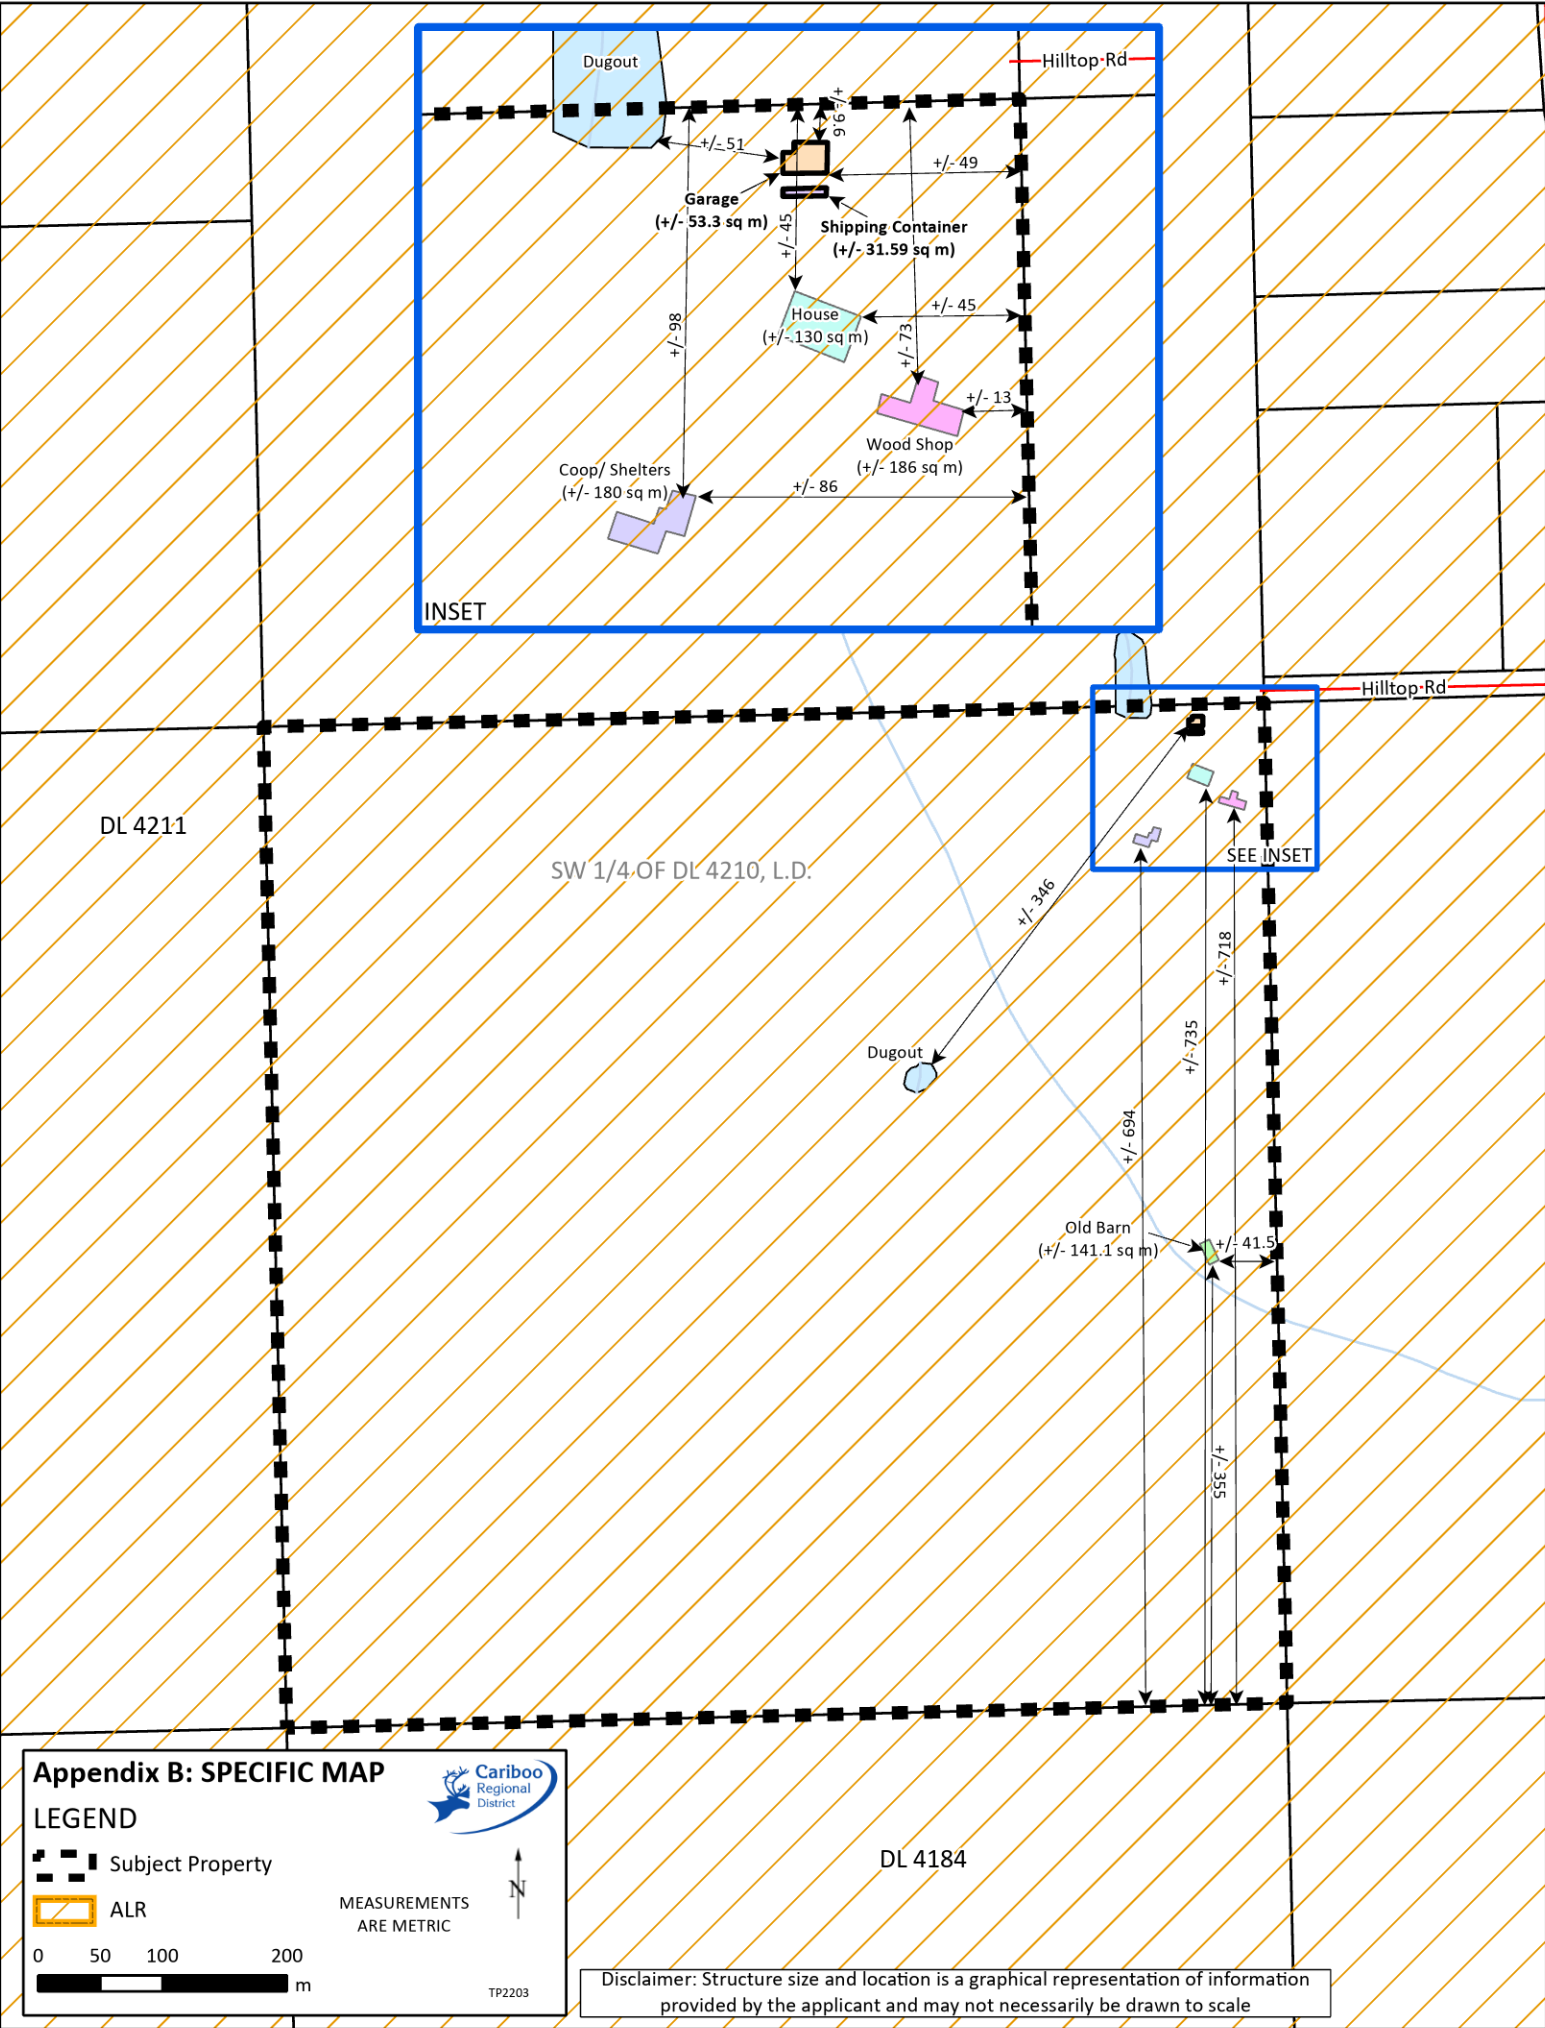 Dugout
Hilltop Rd
+/- 9.6
+/- 51
+/- 49
Garage
(+/- 53.3 sq m)
+/- 45
Shipping Container
(+/- 31.59 sq m)
+/- 98
House
(+/- 130 sq m)
+/- 45
+/- 73
+/- 13
Wood Shop
(+/- 186 sq m)
Coop/ Shelters
(+/- 180 sq m)
+/- 86
INSET
Hilltop Rd
DL 4211
SW 1/4 OF DL 4210, L.D.
SEE INSET
+/- 346
+/- 718
+/- 735
Dugout
+/- 694
Old Barn
(+/- 141.1 sq m)
+/- 41.5
+/- 355
Appendix B: SPECIFIC MAP
Cariboo
Regional
District
LEGEND
Subject Property
ALR
MEASUREMENTS
ARE METRIC
N
0 50 100 200
m
TP2203
DL 4184
Disclaimer: Structure size and location is a graphical representation of information
provided by the applicant and may not necessarily be drawn to scale